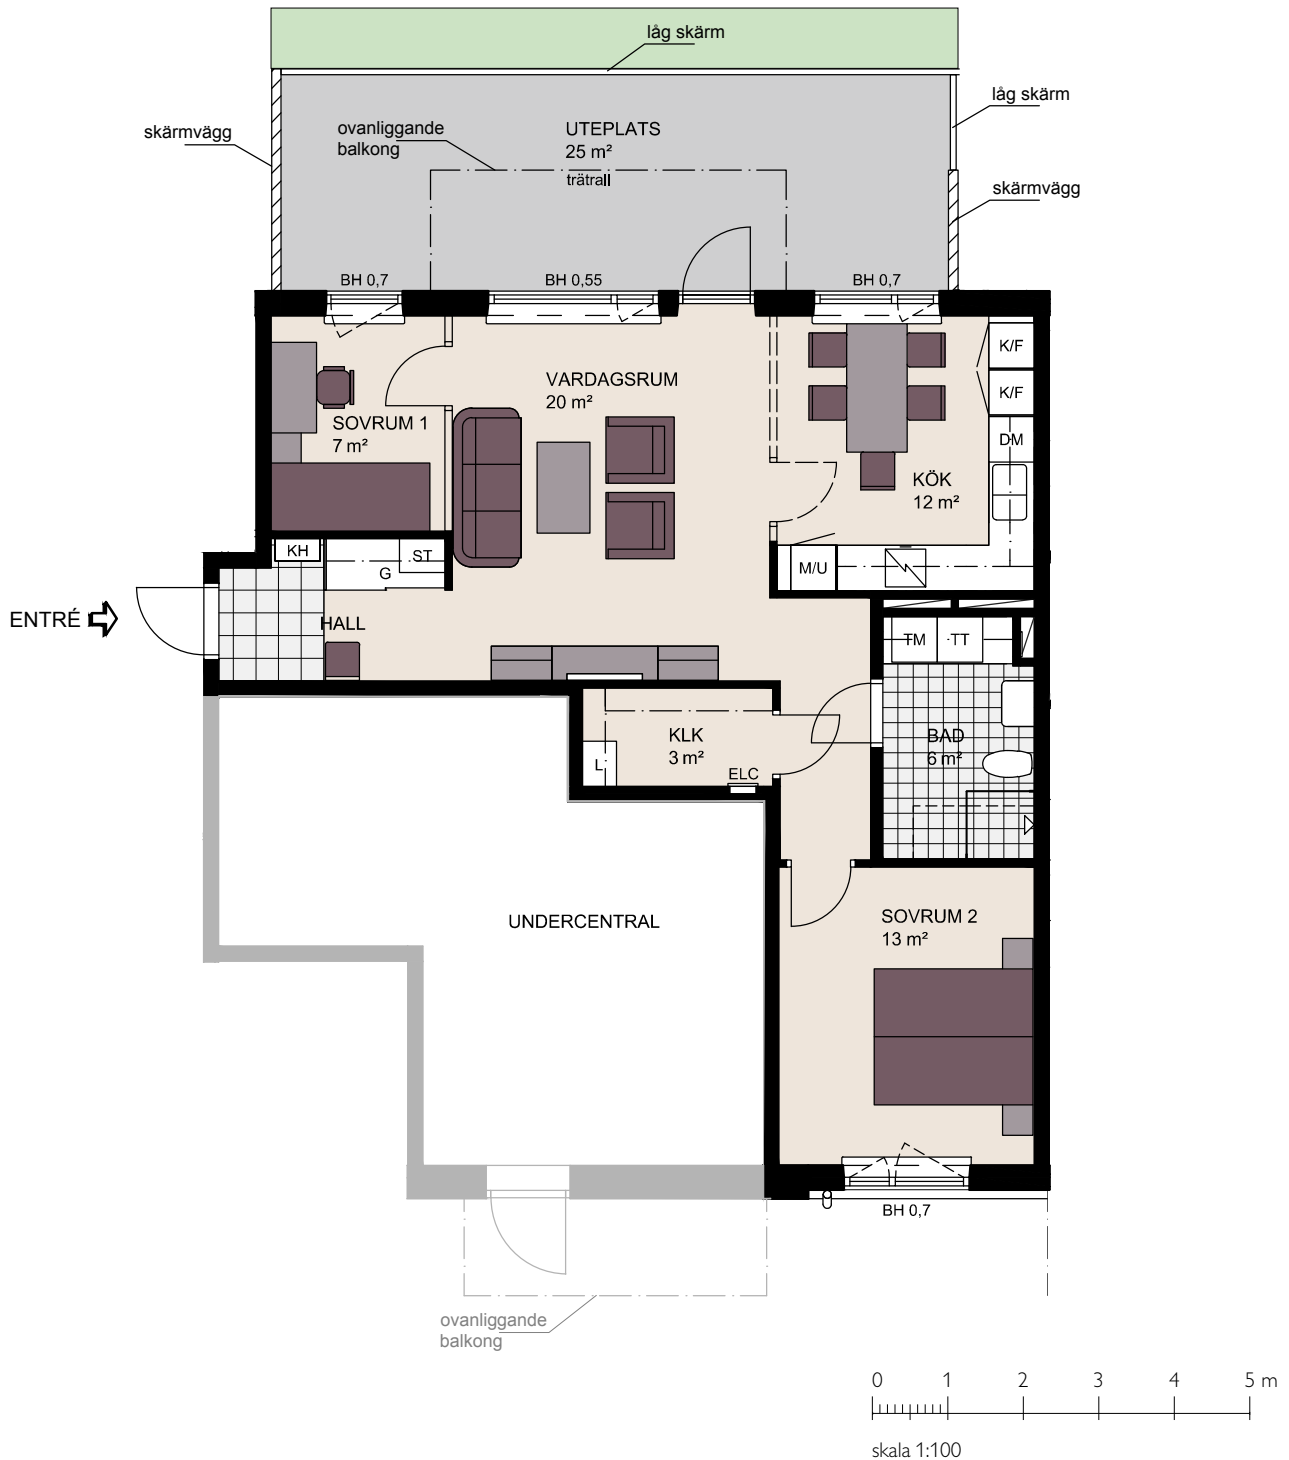 låg skärm
låg skärm
skärmvägg
ovanliggande
balkong
UTEPLATS
25 m²
trätrall
skärmvägg
BH 0,7
BH 0,55
BH 0,7
K/F
K/F
DM
VARDAGSRUM
20 m²
SOVRUM 1
7 m²
KÖK
12 m²
KH
ST
G
M/U
ENTRÉ
HALL
TM
TT
KLK
3 m²
L
ELC
BAD
6 m²
UNDERCENTRAL
SOVRUM 2
13 m²
BH 0,7
ovanliggande
balkong
0 1 2 3 4 5 m
skala 1:100